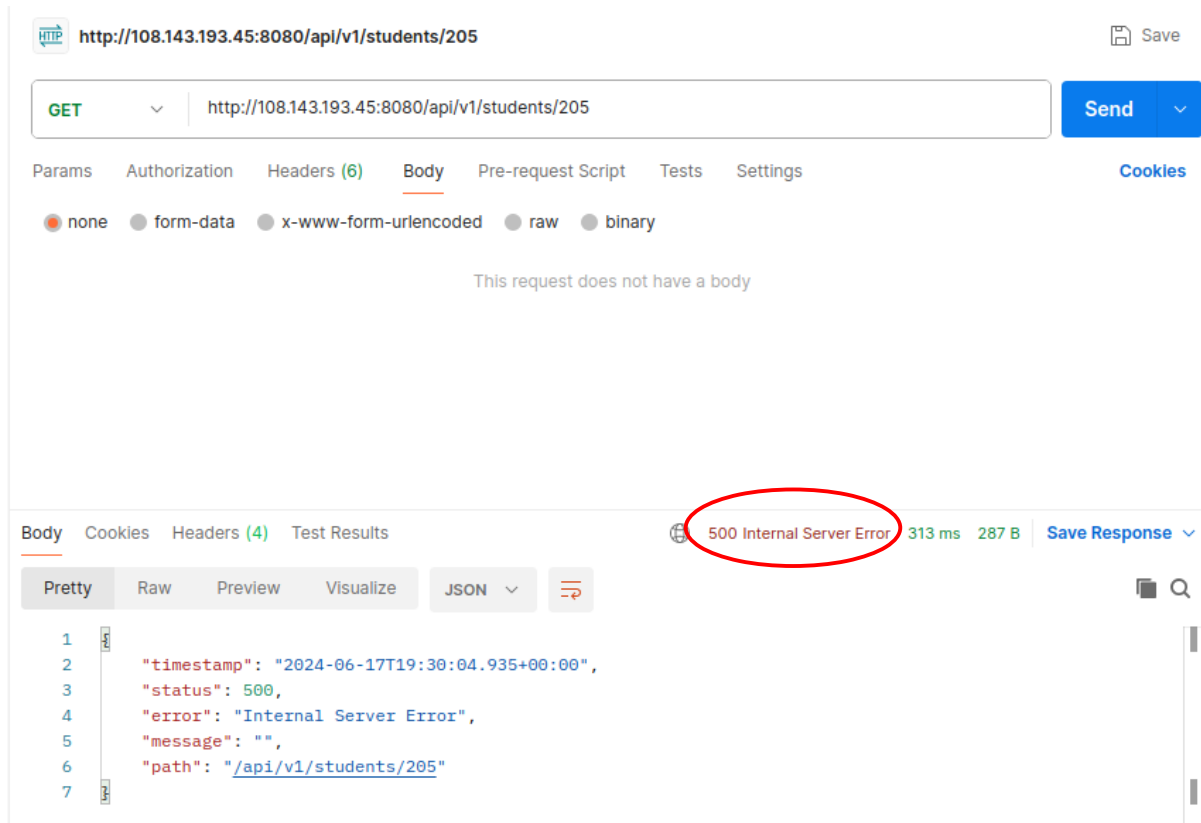 HTTP http://108.143.193.45:8080/api/v1/students/205 Save
GET http://108.143.193.45:8080/api/v1/students/205 Send
Params Authorization Headers (6) Body Pre-request Script Tests Settings Cookies
none form-data x-www-form-urlencoded raw binary
This request does not have a body
Body Cookies Headers (4) Test Results 500 Internal Server Error 313 ms 287 B Save Response
Pretty Raw Preview Visualize JSON
1 {
2 "timestamp": "2024-06-17T19:30:04.935+00:00",
3 "status": 500,
4 "error": "Internal Server Error",
5 "message": "",
6 "path": "/api/v1/students/205"
7 }